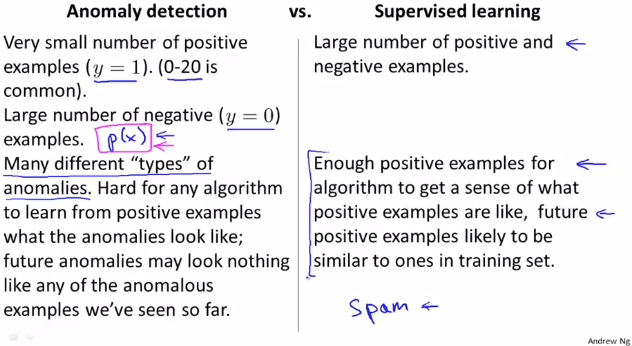 Anomaly detection vs. Supervised learning
Very small number of positive
examples (y = 1). (0-20 is
common).
Large number of negative (y = 0)
examples. p(x)
Many different “types” of
anomalies. Hard for any algorithm
to learn from positive examples
what the anomalies look like;
future anomalies may look nothing
like any of the anomalous
examples we’ve seen so far.
Large number of positive and
negative examples.
Enough positive examples for
algorithm to get a sense of what
positive examples are like, future
positive examples likely to be
similar to ones in training set.
Spam
Andrew Ng